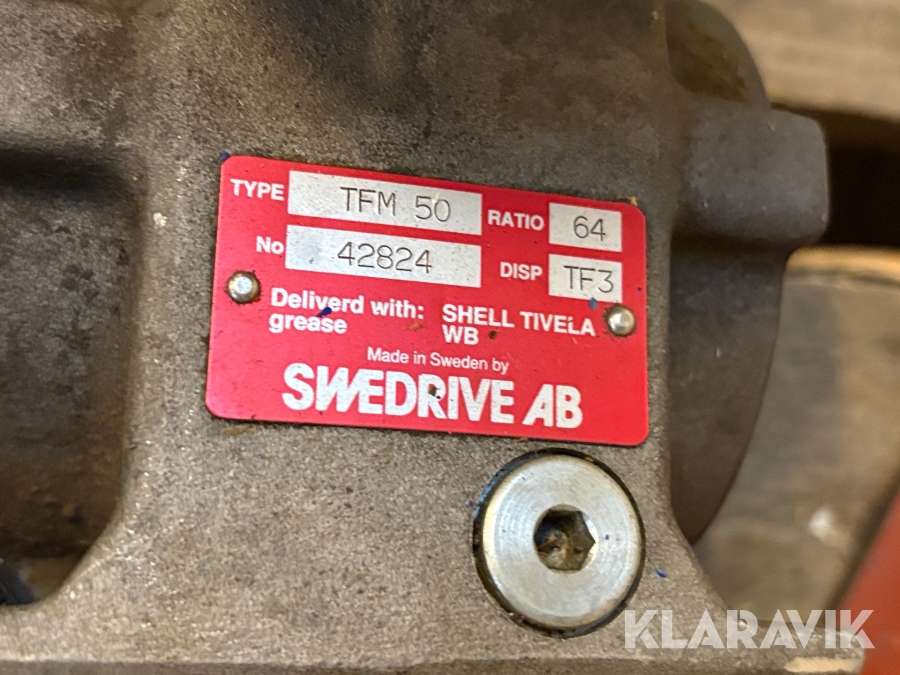 TYPE TFM 50 RATIO 64
No 42824 DISP TF3
Deliverd with: SHELL TIVELA
grease WB
Made in Sweden by
SWEDRIVE AB
KLARAVIK